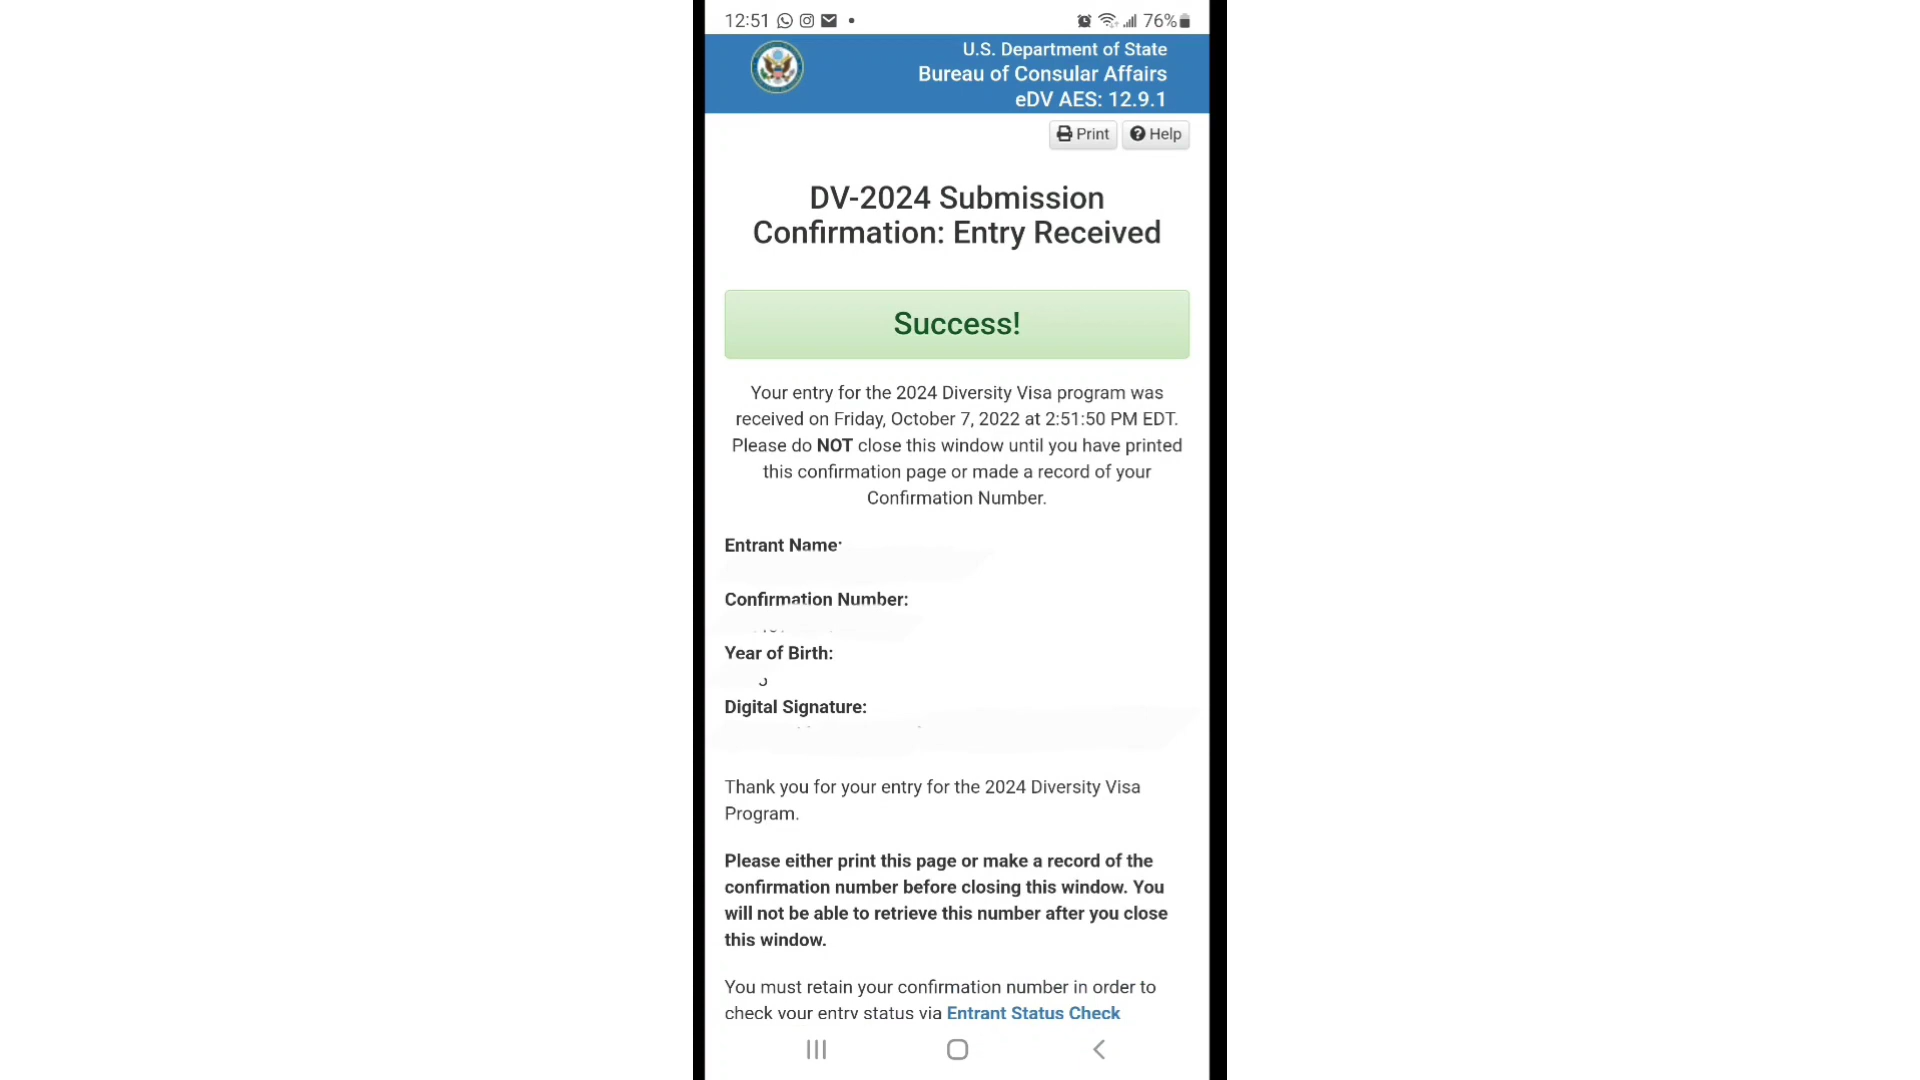 12:51
76%
U.S. Department of State
Bureau of Consular Affairs
eDV AES: 12.9.1
Print
Help
DV-2024 Submission
Confirmation: Entry Received
Success!
Your entry for the 2024 Diversity Visa program was
received on Friday, October 7, 2022 at 2:51:50 PM EDT.
Please do NOT close this window until you have printed
this confirmation page or made a record of your
Confirmation Number.
Entrant Name:
Confirmation Number:
Year of Birth:
Digital Signature:
Thank you for your entry for the 2024 Diversity Visa
Program.
Please either print this page or make a record of the
confirmation number before closing this window. You
will not be able to retrieve this number after you close
this window.
You must retain your confirmation number in order to
check your entry status via Entrant Status Check